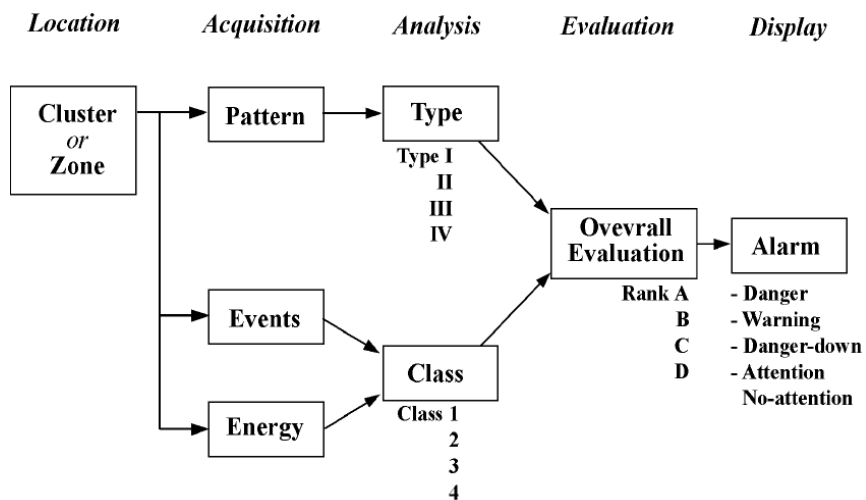 Location Acquisition Analysis Evaluation Display
Cluster
or
Zone
Pattern
Type
Type I
II
III
IV
Events
Energy
Class
Class 1
2
3
4
Ovevrall
Evaluation
Alarm
Rank A - Danger
B - Warning
C - Danger-down
D - Attention
No-attention